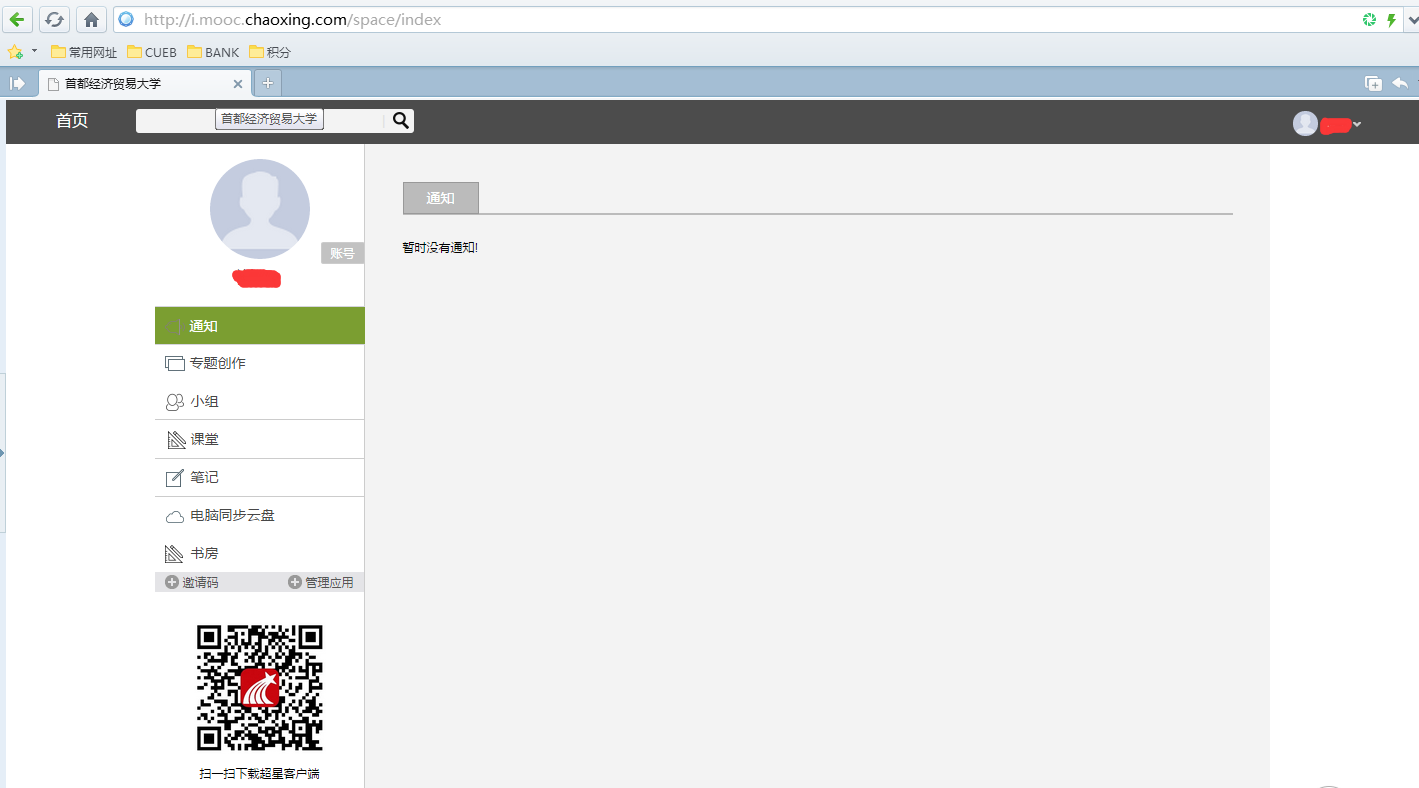 http://i.mooc.chaoxing.com/space/index
常用网址 CUEB BANK 积分
首都经济贸易大学
首页
首都经济贸易大学
账号
通知
专题创作
小组
课堂
笔记
电脑同步云盘
书房
邀请码 管理应用
扫一扫下载超星客户端
通知
暂时没有通知!